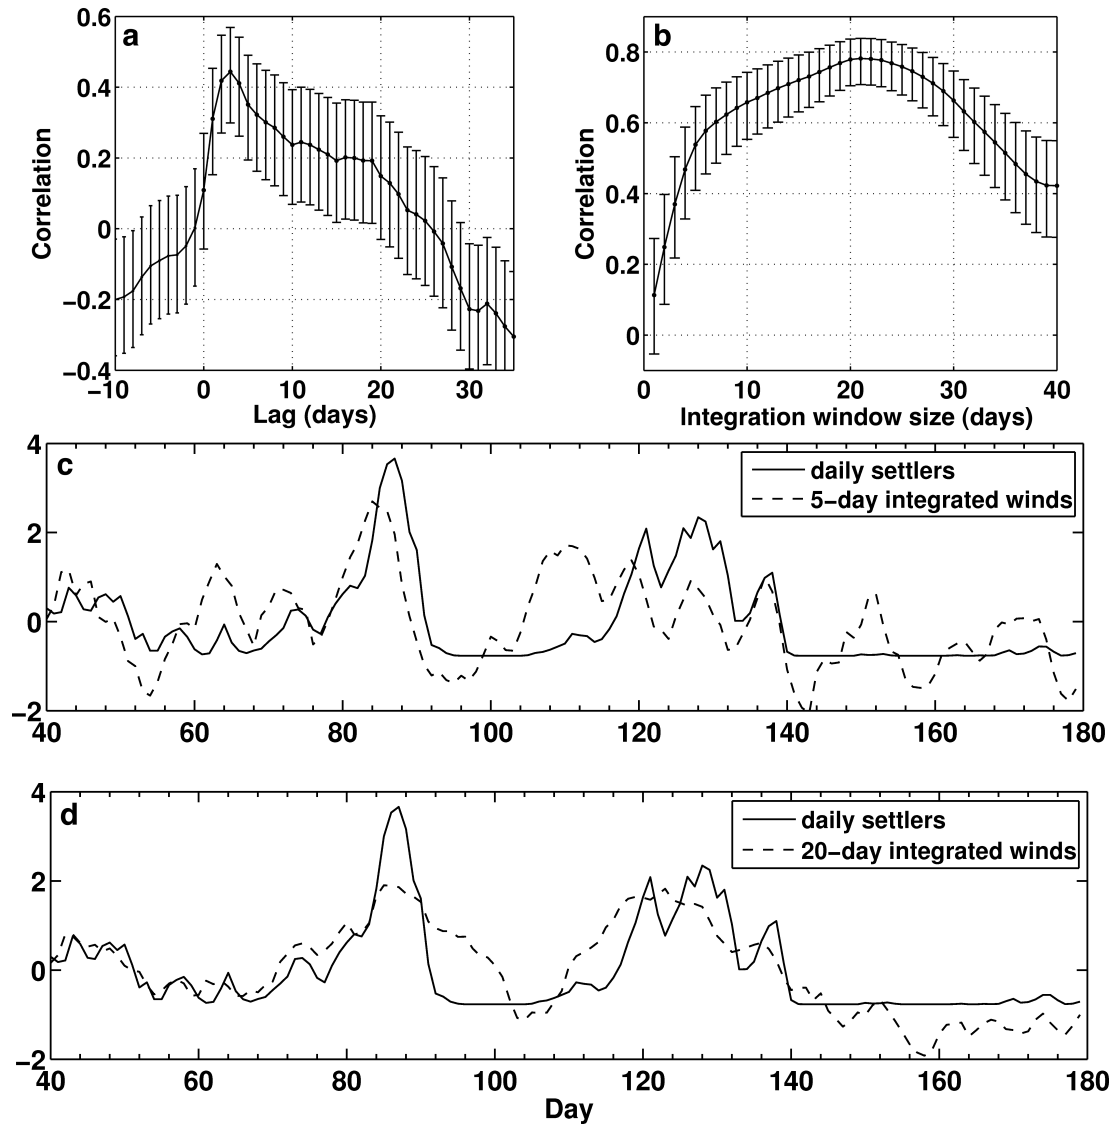 a
Correlation
0.6
0.4
0.2
0
−0.2
−0.4
−10 0 10 20 30
Lag (days)
b
Correlation
0.8
0.6
0.4
0.2
0
0 10 20 30 40
Integration window size (days)
c
4
2
0
−2
daily settlers
5−day integrated winds
40 60 80 100 120 140 160 180
d
4
2
0
−2
daily settlers
20−day integrated winds
40 60 80 100 120 140 160 180
Day